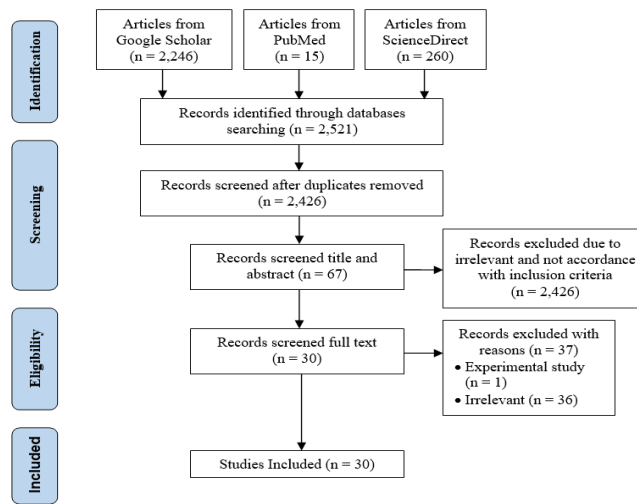 Identification
Articles from
Google Scholar
(n = 2,246)
Articles from
PubMed
(n = 15)
Articles from
ScienceDirect
(n = 260)
Records identified through databases
searching (n = 2,521)
Screening
Records screened after duplicates removed
(n = 2,426)
Records screened title and
abstract (n = 67)
Records excluded due to
irrelevant and not accordance
with inclusion criteria
(n = 2,426)
Eligibility
Records screened full text
(n = 30)
Records excluded with
reasons (n = 37)
• Experimental study
(n = 1)
• Irrelevant (n = 36)
Included
Studies Included (n = 30)